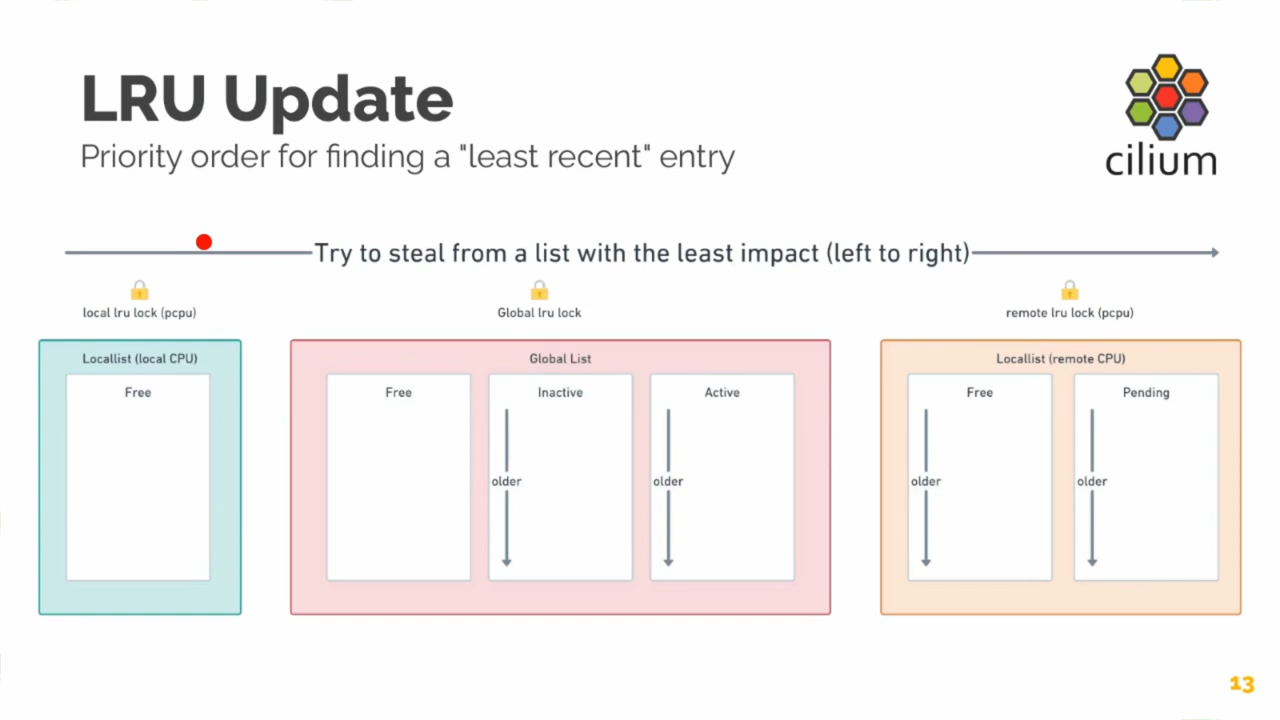 LRU Update
Priority order for finding a "least recent" entry
cilium
Try to steal from a list with the least impact (left to right)
local lru lock (pcpu)
Global lru lock
remote lru lock (pcpu)
Locallist (local CPU)
Global List
Locallist (remote CPU)
Free
Free
Inactive
Active
Free
Pending
older
older
older
older
13